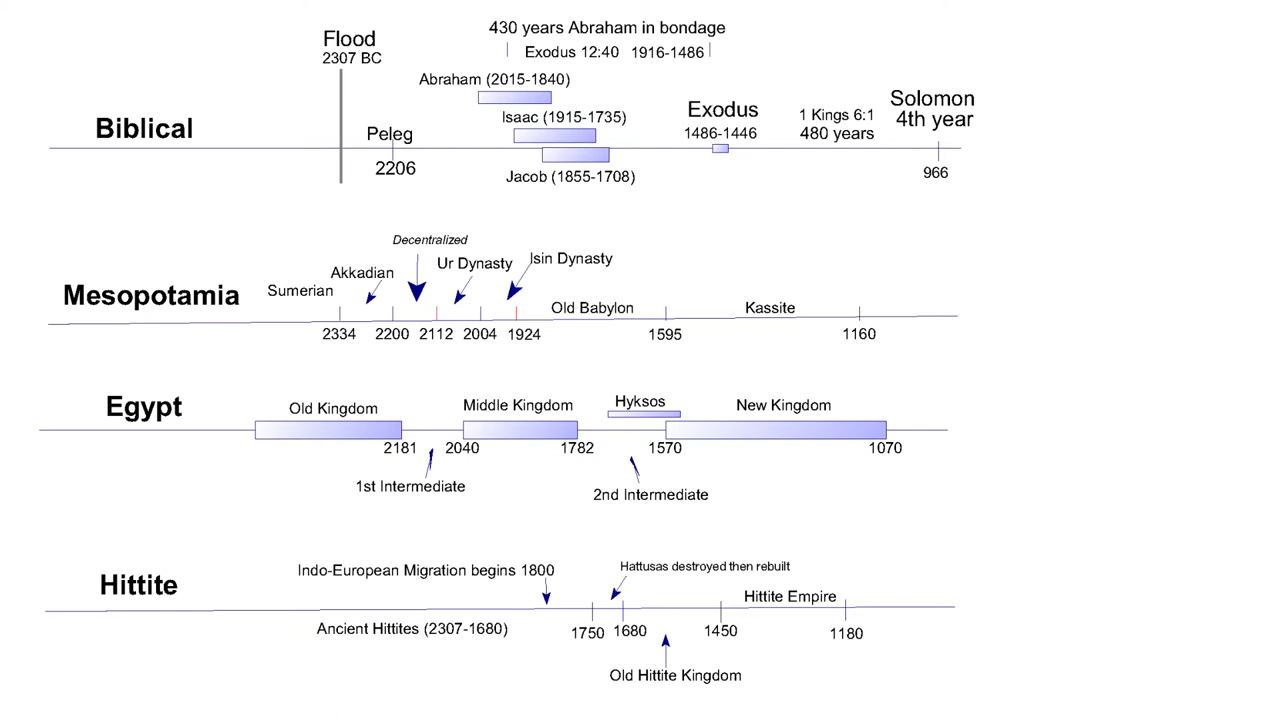 430 years Abraham in bondage
Exodus 12:40 1916-1486
Flood
2307 BC
Abraham (2015-1840)
Isaac (1915-1735)
Exodus
1486-1446
1 Kings 6:1
480 years
Solomon
4th year
Biblical
Peleg
2206
Jacob (1855-1708)
966
Decentralized
Isin Dynasty
Ur Dynasty
Akkadian
Sumerian
Mesopotamia
Old Babylon
Kassite
2334 2200 2112 2004 1924 1595 1160
Egypt
Old Kingdom
Middle Kingdom
Hyksos
New Kingdom
2181 2040 1782 1570 1070
1st Intermediate
2nd Intermediate
Hittite
Indo-European Migration begins 1800
Hattusas destroyed then rebuilt
Hittite Empire
Ancient Hittites (2307-1680)
1750 1680 1450 1180
Old Hittite Kingdom